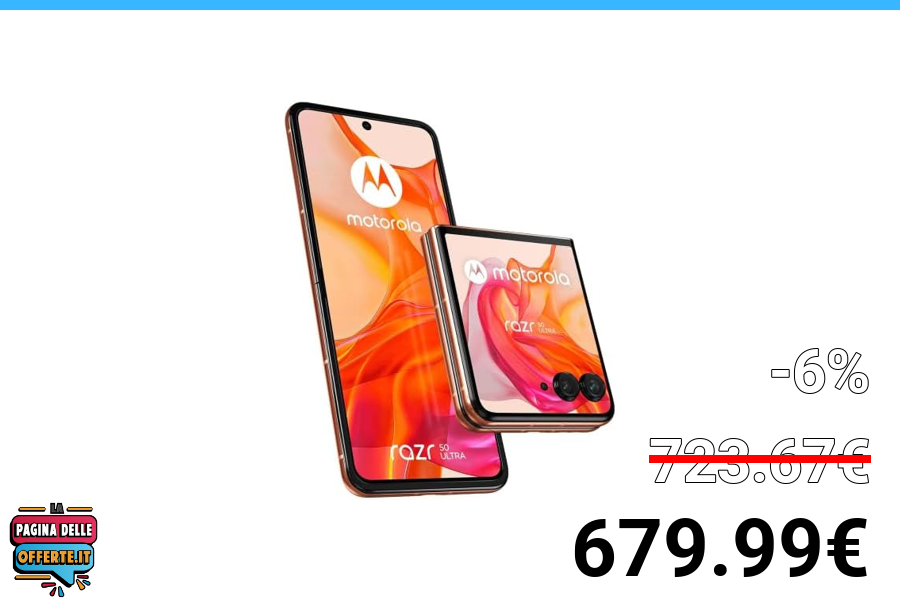 motorola
razr 50
ULTRA
motorola
razr 50
ULTRA
-6%
723.67€
679.99€
LA
PAGINA DELLE
OFFERTE.IT